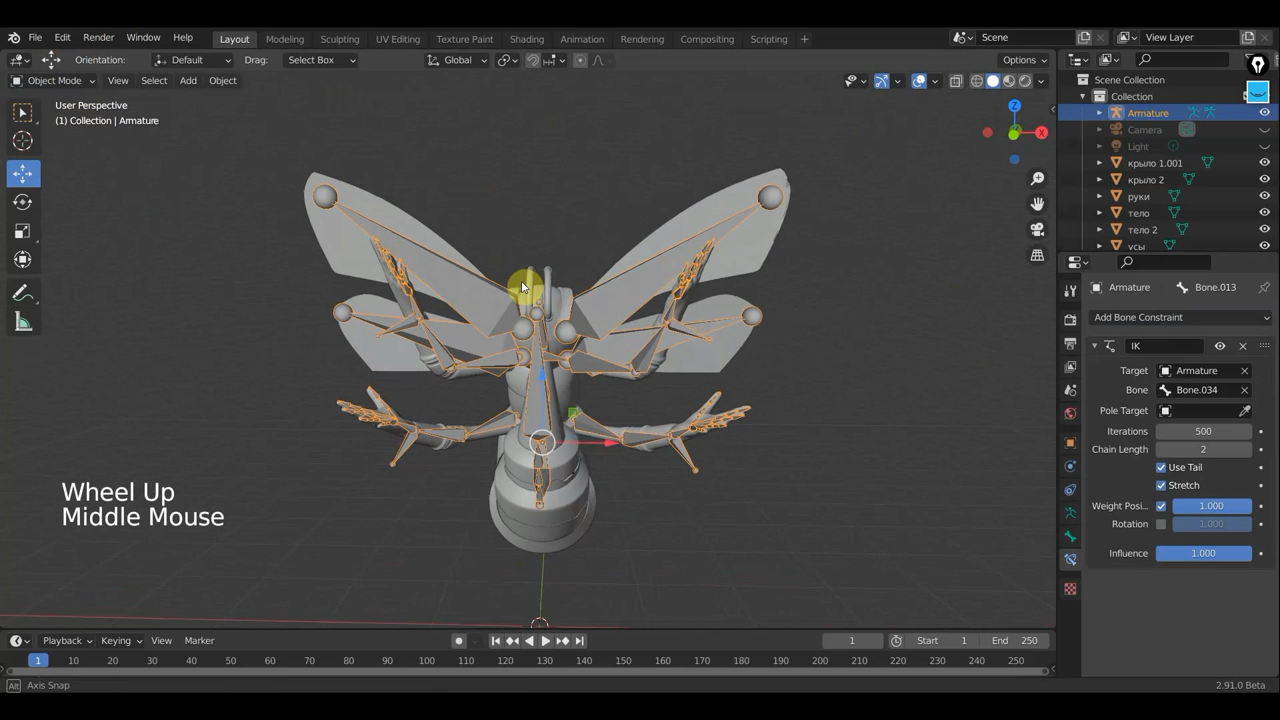 File Edit Render Window Help Layout Modeling Sculpting UV Editing Texture Paint Shading Animation Rendering Compositing Scripting + Scene View Layer
Orientation: Default Drag: Select Box Global Options
Object Mode View Select Add Object
User Perspective
(1) Collection | Armature
Scene Collection
Collection
Armature
Camera
Light
крыло 1.001
крыло 2
руки
тело
тело 2
усы
Armature Bone.013
Add Bone Constraint
IK
Target Armature
Bone Bone.034
Pole Target
Iterations 500
Chain Length 2
Use Tail
Stretch
Weight Posi... 1.000
Rotation 1.000
Influence 1.000
Z
X
Wheel Up
Middle Mouse
Playback Keying View Marker 1 Start 1 End 250
1 10 20 30 40 50 60 70 80 90 100 110 120 130 140 150 160 170 180 190 200 210 220 230 240 250
Alt Axis Snap 2.91.0 Beta